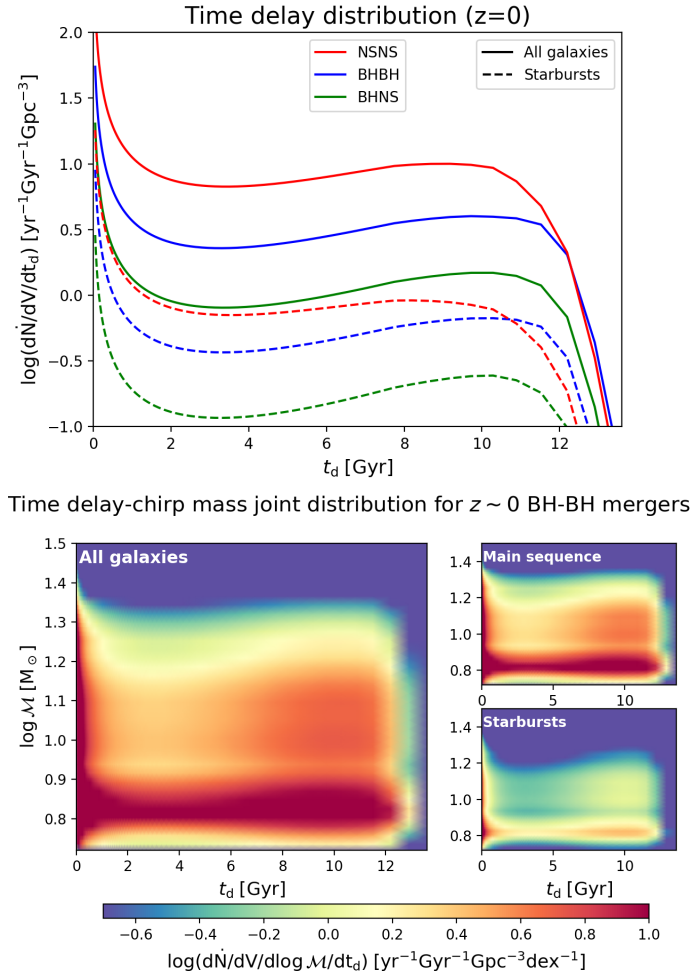 Time delay distribution (z=0)
log(dṄ/dV/dt_d) [yr⁻¹Gyr⁻¹Gpc⁻³]
2.0
1.5
1.0
0.5
0.0
−0.5
−1.0
NSNS
BHBH
BHNS
All galaxies
Starbursts
0 2 4 6 8 10 12
t_d [Gyr]
Time delay-chirp mass joint distribution for z ~ 0 BH-BH mergers
log ℳ [M_⊙]
All galaxies
1.5
1.4
1.3
1.2
1.1
1.0
0.9
0.8
0 2 4 6 8 10 12
t_d [Gyr]
Main sequence
1.4
1.2
1.0
0.8
0 5 10
Starbursts
1.4
1.2
1.0
0.8
0 5 10
t_d [Gyr]
−0.6 −0.4 −0.2 0.0 0.2 0.4 0.6 0.8 1.0
log(dṄ/dV/dlog ℳ/dt_d) [yr⁻¹Gyr⁻¹Gpc⁻³dex⁻¹]